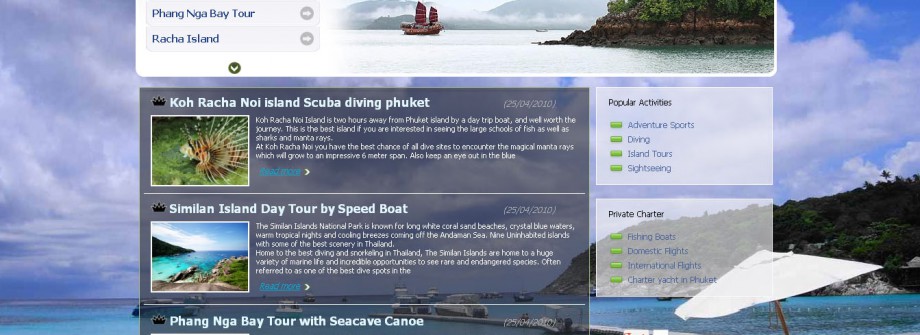 Phang Nga Bay Tour
Racha Island
Koh Racha Noi island Scuba diving phuket
(25/04/2010)
Koh Racha Noi Island is two hours away from Phuket island by a day trip boat, and well worth the
journey. This is the best island if you are interested in seeing the large schools of fish as well as
sharks and manta rays.
At Koh Racha Noi you have the best chance of all dive sites to encounter the magical manta rays
which will grow to an impressive 6 meter span. Also keep an eye out in the blue
Read more
Similan Island Day Tour by Speed Boat
(25/04/2010)
The Similan Islands National Park is known for long white coral sand beaches, crystal blue waters,
warm tropical nights and cooling breezes coming off the Andaman Sea. Nine Uninhabited islands
with some of the best scenery in Thailand.
Home to the best diving and snorkeling in Thailand, The Similan Islands are home to a huge
variety of marine life and incredible opportunities to see rare and endangered species. Often
referred to as one of the best dive spots in the
Read more
Phang Nga Bay Tour with Seacave Canoe
(25/04/2010)
Popular Activities
Adventure Sports
Diving
Island Tours
Sightseeing
Private Charter
Fishing Boats
Domestic Flights
International Flights
Charter yacht in Phuket